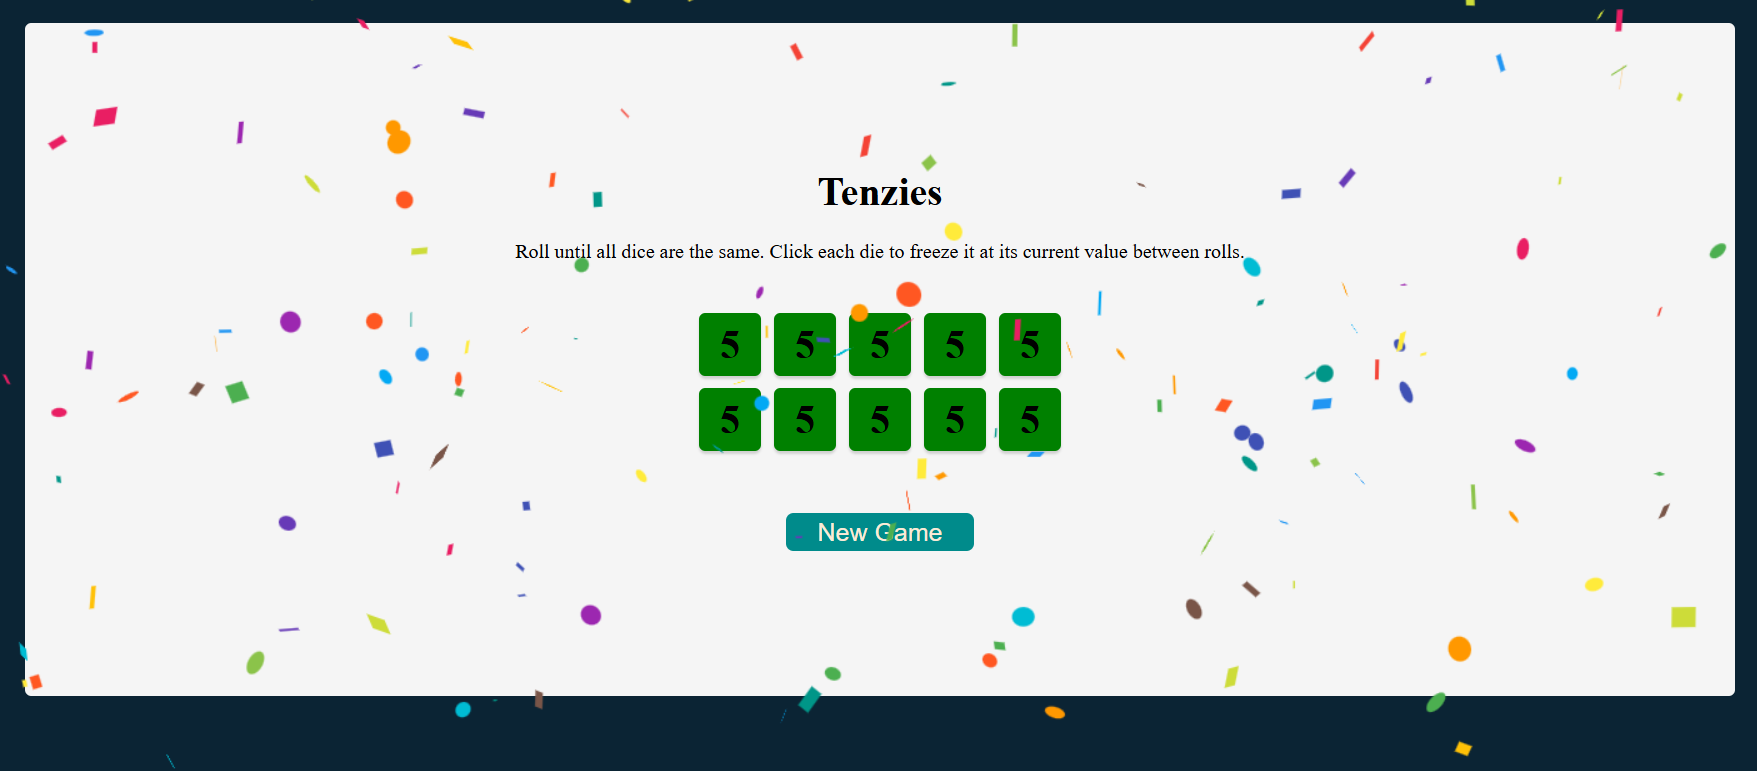 Tenzies
Roll until all dice are the same. Click each die to freeze it at its current value between rolls.
5 5 5 5 5
5 5 5 5 5
New Game